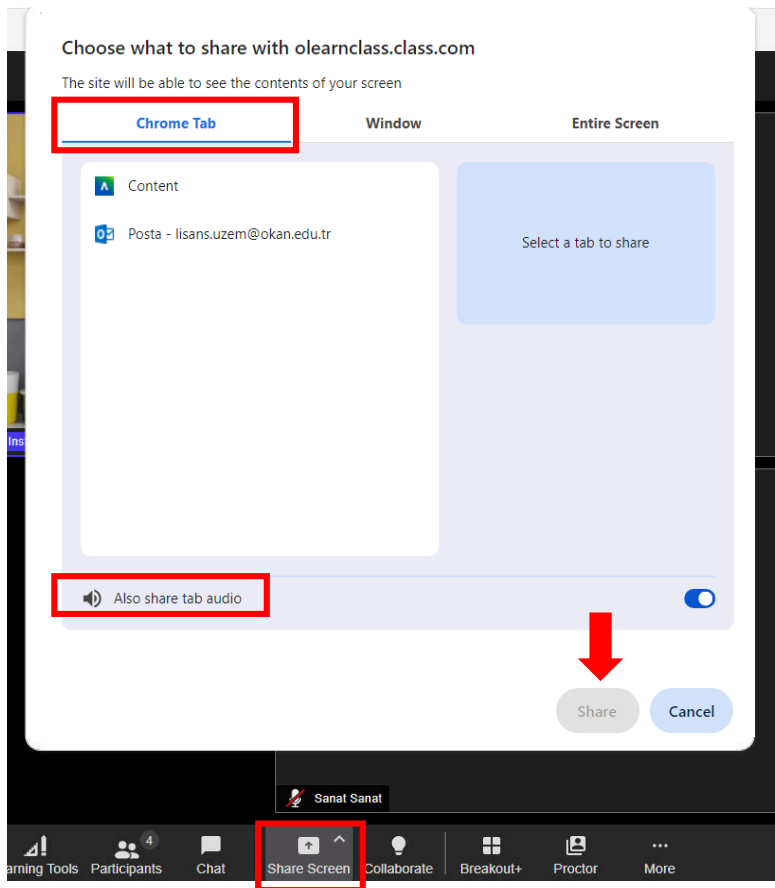 Choose what to share with olearnclass.class.com
The site will be able to see the contents of your screen
Chrome Tab Window Entire Screen
Content
Posta - lisans.uzem@okan.edu.tr
Select a tab to share
Ins
Also share tab audio
Share Cancel
Sanat Sanat
4
arning Tools Participants Chat Share Screen Collaborate Breakout+ Proctor More